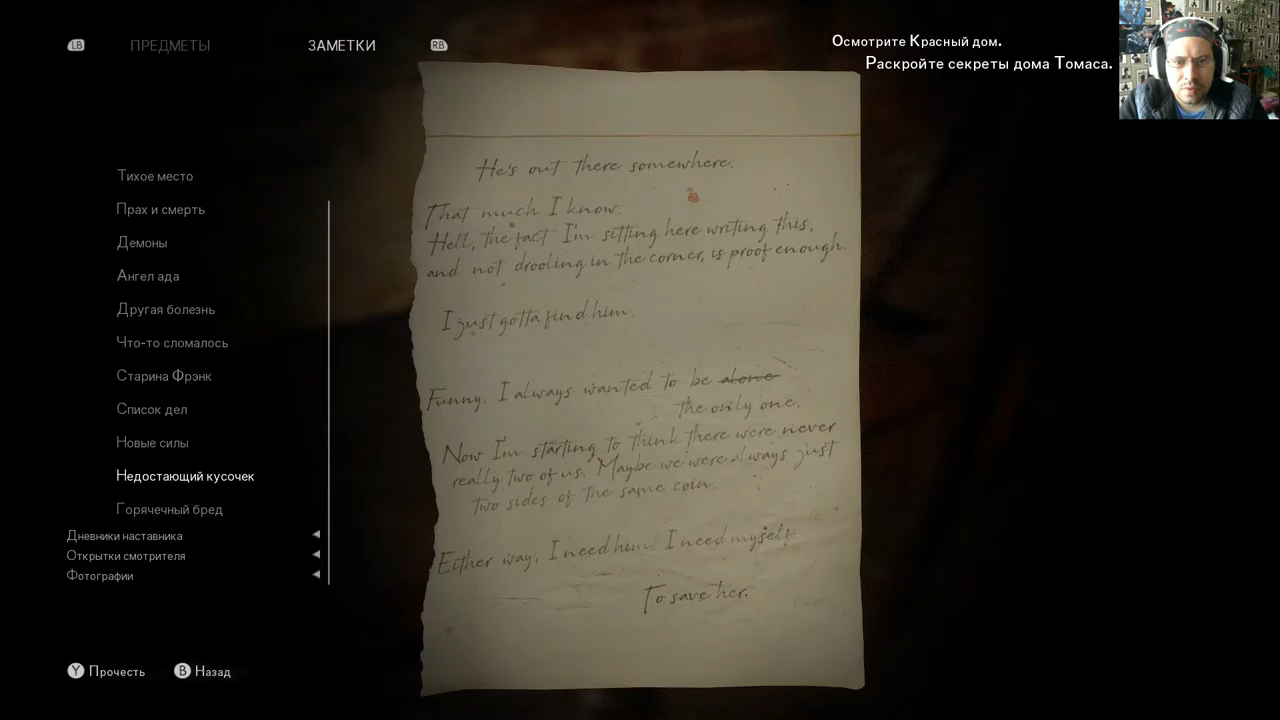 LB
ПРЕДМЕТЫ
ЗАМЕТКИ
RB
Осмотрите Красный дом.
Раскройте секреты дома Томаса.
Тихое место
Прах и смерть
Демоны
Ангел ада
Другая болезнь
Что-то сломалось
Старина Фрэнк
Список дел
Новые силы
Недостающий кусочек
Горячечный бред
Дневники наставника
Открытки смотрителя
Фотографии
He's out there somewhere.
That much I know.
Hell, the fact I'm sitting here writing this,
and not drooling in the corner, is proof enough.
I just gotta find him.
Funny. I always wanted to be alone
the only one.
Now I'm starting to think there were never
really two of us. Maybe we were always just
two sides of the same coin.
Either way, I need him. I need myself
To save her.
Y Прочесть
B Назад